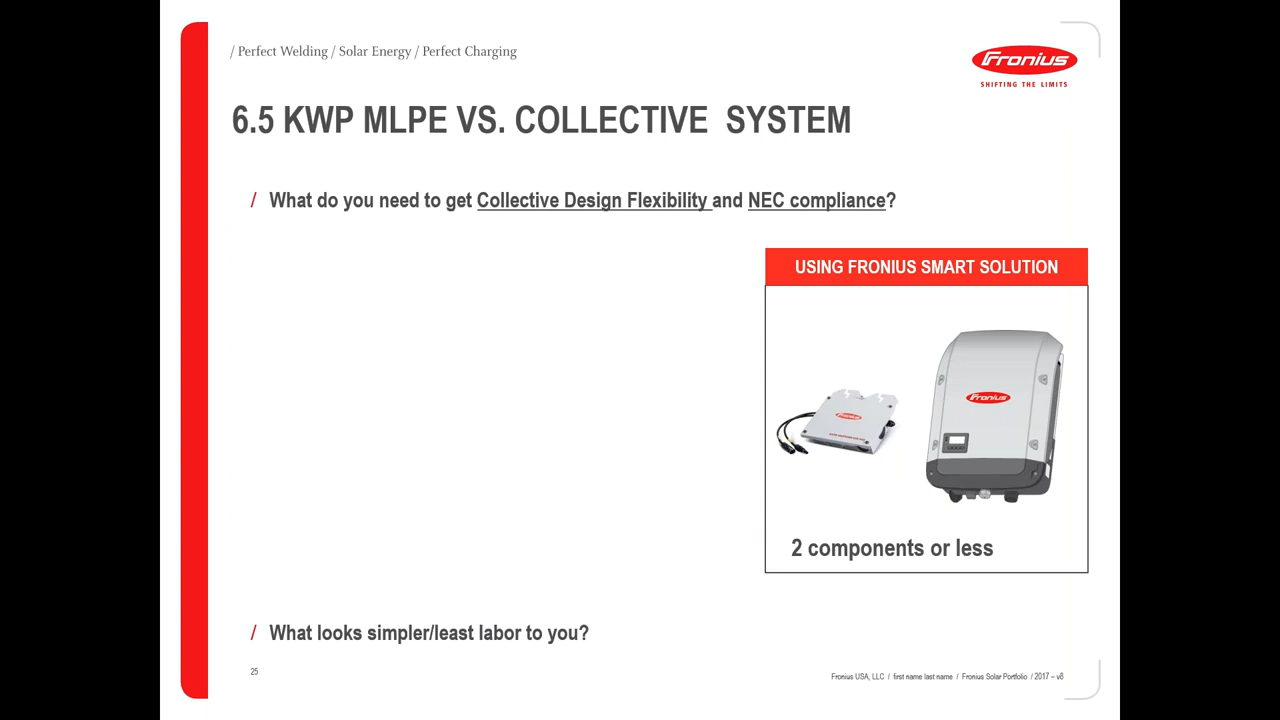 / Perfect Welding / Solar Energy / Perfect Charging
Fronius
SHIFTING THE LIMITS
6.5 KWP MLPE VS. COLLECTIVE SYSTEM
/ What do you need to get Collective Design Flexibility and NEC compliance?
USING FRONIUS SMART SOLUTION
Fronius
Fronius
2 components or less
/ What looks simpler/least labor to you?
25
Fronius USA, LLC / first name last name / Fronius Solar Portfolio / 2017 – v8